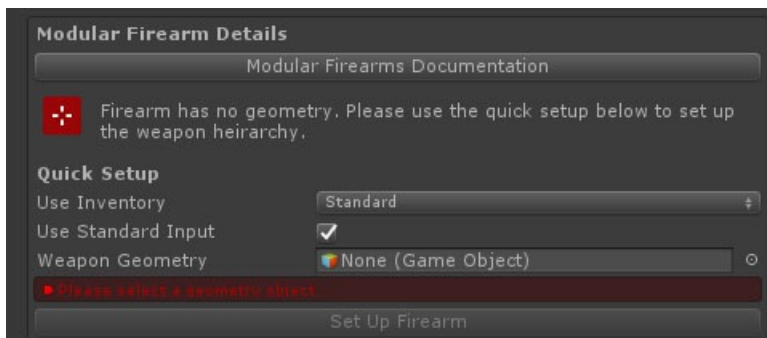 Modular Firearm Details
Modular Firearms Documentation
Firearm has no geometry. Please use the quick setup below to set up
the weapon heirarchy.
Quick Setup
Use Inventory Standard
Use Standard Input
Weapon Geometry None (Game Object)
Please select a geometry object
Set Up Firearm